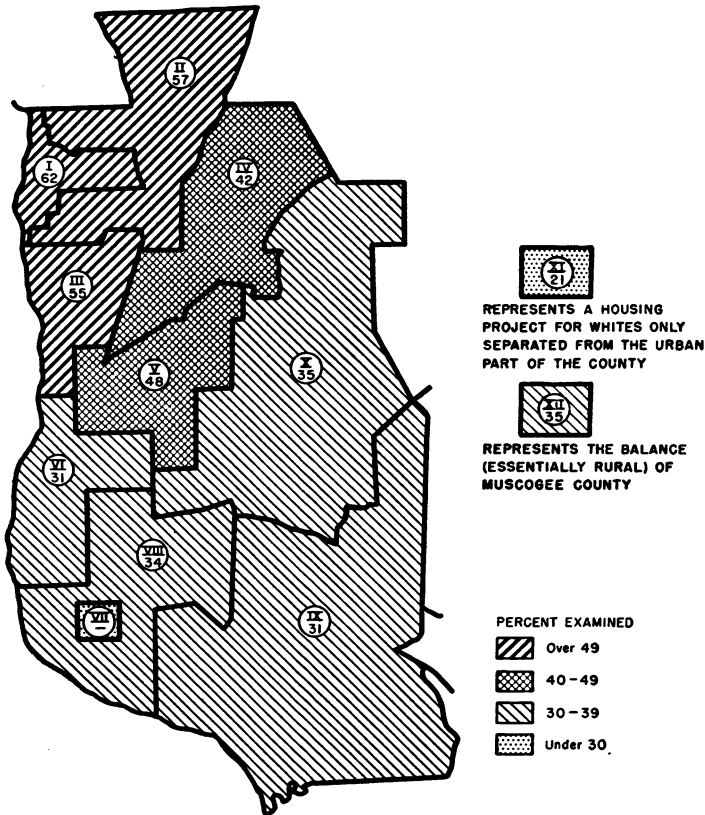 II
57
I
62
IV
42
III
55
XI
21
REPRESENTS A HOUSING
PROJECT FOR WHITES ONLY
SEPARATED FROM THE URBAN
PART OF THE COUNTY
X
35
V
48
XII
35
REPRESENTS THE BALANCE
(ESSENTIALLY RURAL) OF
MUSCOGEE COUNTY
VI
31
VIII
34
VII
—
IX
31
PERCENT EXAMINED
Over 49
40-49
30-39
Under 30